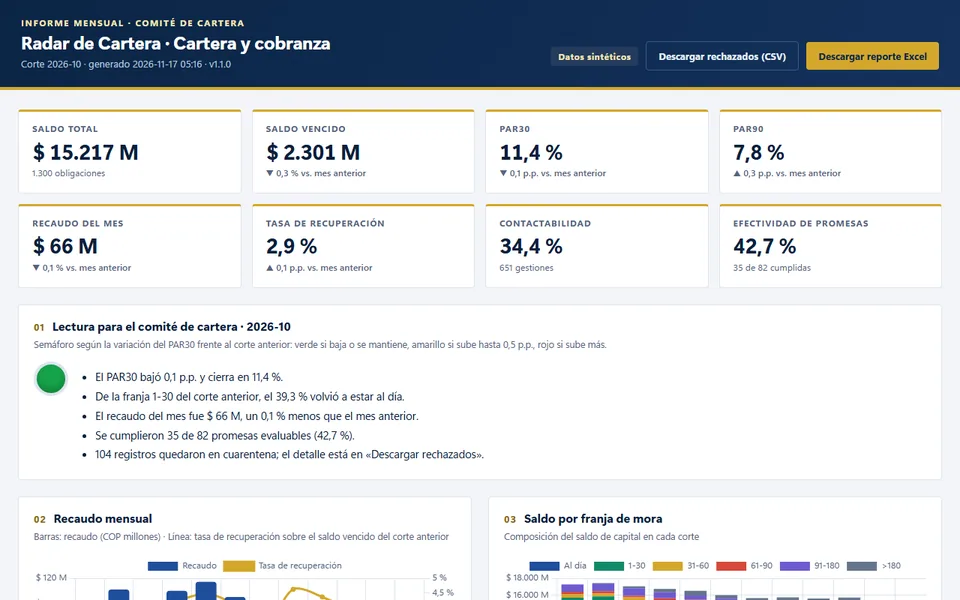 INFORME MENSUAL · COMITÉ DE CARTERA
Radar de Cartera · Cartera y cobranza
Corte 2026-10 · generado 2026-11-17 05:16 · v1.1.0
Datos sintéticos
Descargar rechazados (CSV)
Descargar reporte Excel
SALDO TOTAL
$ 15.217 M
1.300 obligaciones
SALDO VENCIDO
$ 2.301 M
▼ 0,3 % vs. mes anterior
PAR30
11,4 %
▼ 0,1 p.p. vs. mes anterior
PAR90
7,8 %
▲ 0,3 p.p. vs. mes anterior
RECAUDO DEL MES
$ 66 M
▼ 0,1 % vs. mes anterior
TASA DE RECUPERACIÓN
2,9 %
▲ 0,1 p.p. vs. mes anterior
CONTACTABILIDAD
34,4 %
651 gestiones
EFECTIVIDAD DE PROMESAS
42,7 %
35 de 82 cumplidas
01 Lectura para el comité de cartera · 2026-10
Semáforo según la variación del PAR30 frente al corte anterior: verde si baja o se mantiene, amarillo si sube hasta 0,5 p.p., rojo si sube más.
• El PAR30 bajó 0,1 p.p. y cierra en 11,4 %.
• De la franja 1-30 del corte anterior, el 39,3 % volvió a estar al día.
• El recaudo del mes fue $ 66 M, un 0,1 % menos que el mes anterior.
• Se cumplieron 35 de 82 promesas evaluables (42,7 %).
• 104 registros quedaron en cuarentena; el detalle está en «Descargar rechazados».
02 Recaudo mensual
Barras: recaudo (COP millones) · Línea: tasa de recuperación sobre el saldo vencido del corte anterior
Recaudo
Tasa de recuperación
$ 120 M
5 %
4,5 %
03 Saldo por franja de mora
Composición del saldo de capital en cada corte
Al día
1-30
31-60
61-90
91-180
>180
$ 18.000 M
$ 16.000 M